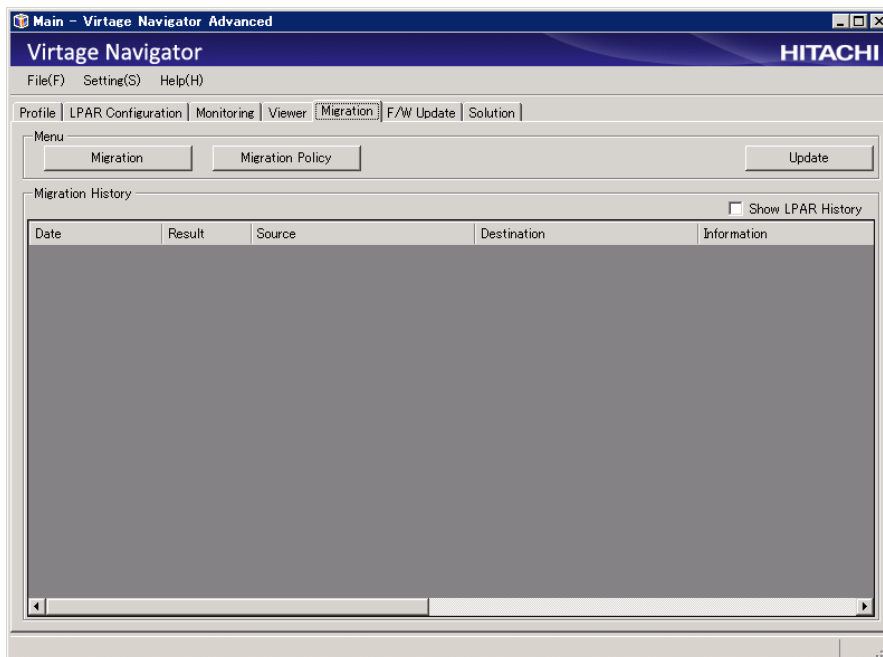 Main - Virtage Navigator Advanced
Virtage Navigator HITACHI
File(F) Setting(S) Help(H)
Profile LPAR Configuration Monitoring Viewer Migration F/W Update Solution
Menu
Migration Migration Policy Update
Migration History
Show LPAR History
Date Result Source Destination Information